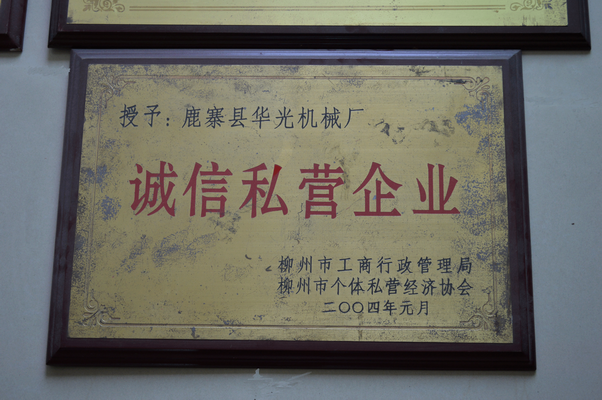 授予：鹿寨县华光机械厂
诚信私营企业
柳州市工商行政管理局
柳州市个体私营经济协会
二〇〇四年元月